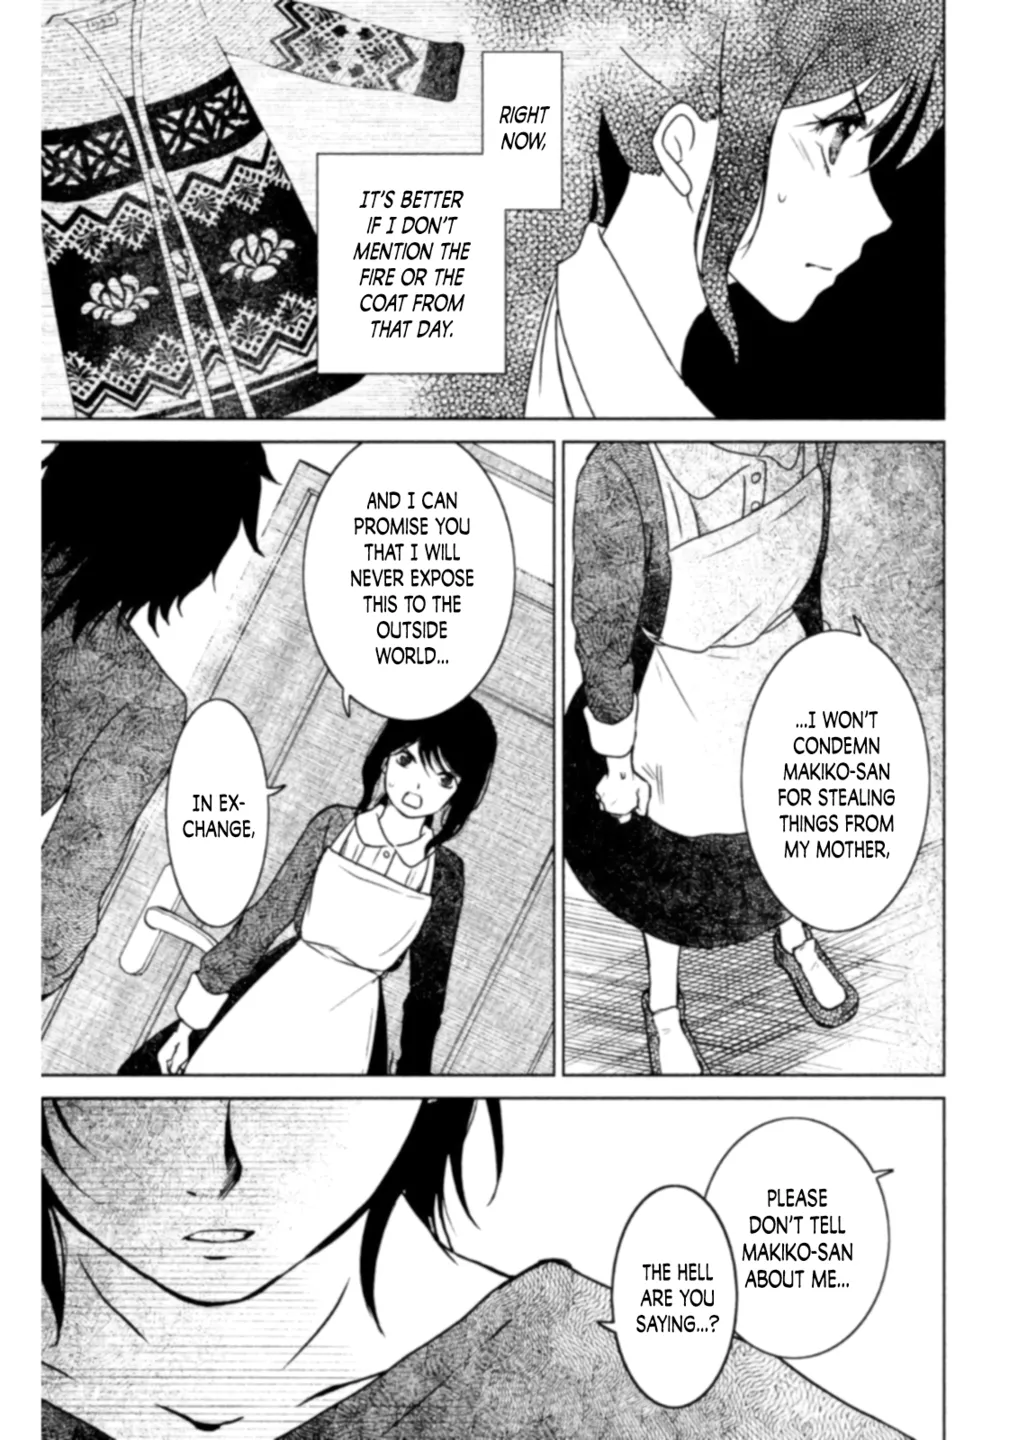 RIGHT
NOW,
IT'S BETTER
IF I DON'T
MENTION THE
FIRE OR THE
COAT FROM
THAT DAY.
...I WON'T
CONDEMN
MAKIKO-SAN
FOR STEALING
THINGS FROM
MY MOTHER,
AND I CAN
PROMISE YOU
THAT I WILL
NEVER EXPOSE
THIS TO THE
OUTSIDE
WORLD...
IN EX-
CHANGE,
PLEASE
DON'T TELL
MAKIKO-SAN
ABOUT ME...
THE HELL
ARE YOU
SAYING...?